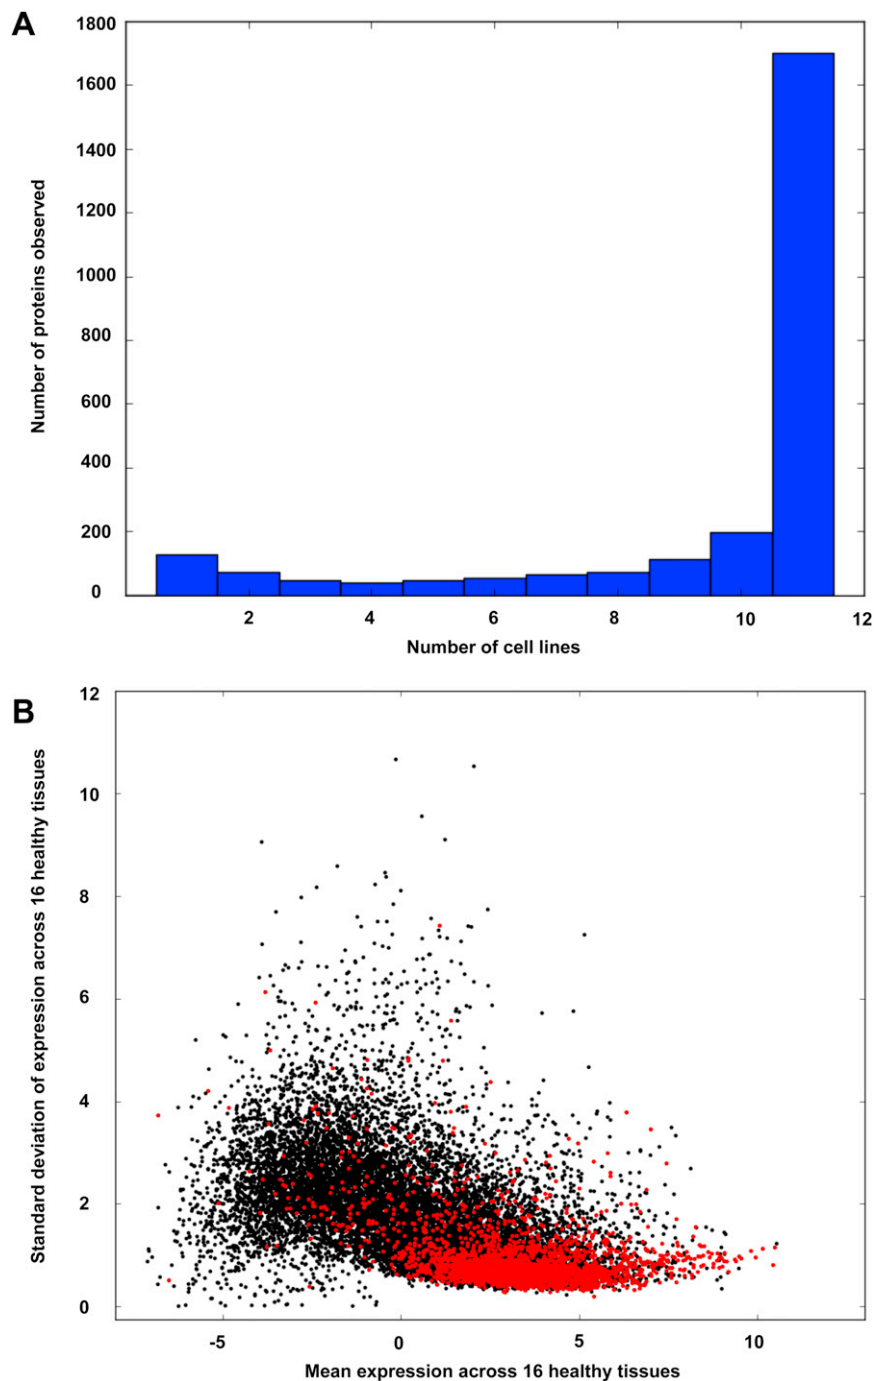 A
Number of proteins observed
1800
1600
1400
1200
1000
800
600
400
200
0
2 4 6 8 10 12
Number of cell lines
B
Standard deviation of expression across 16 healthy tissues
12
10
8
6
4
2
0
-5 0 5 10
Mean expression across 16 healthy tissues